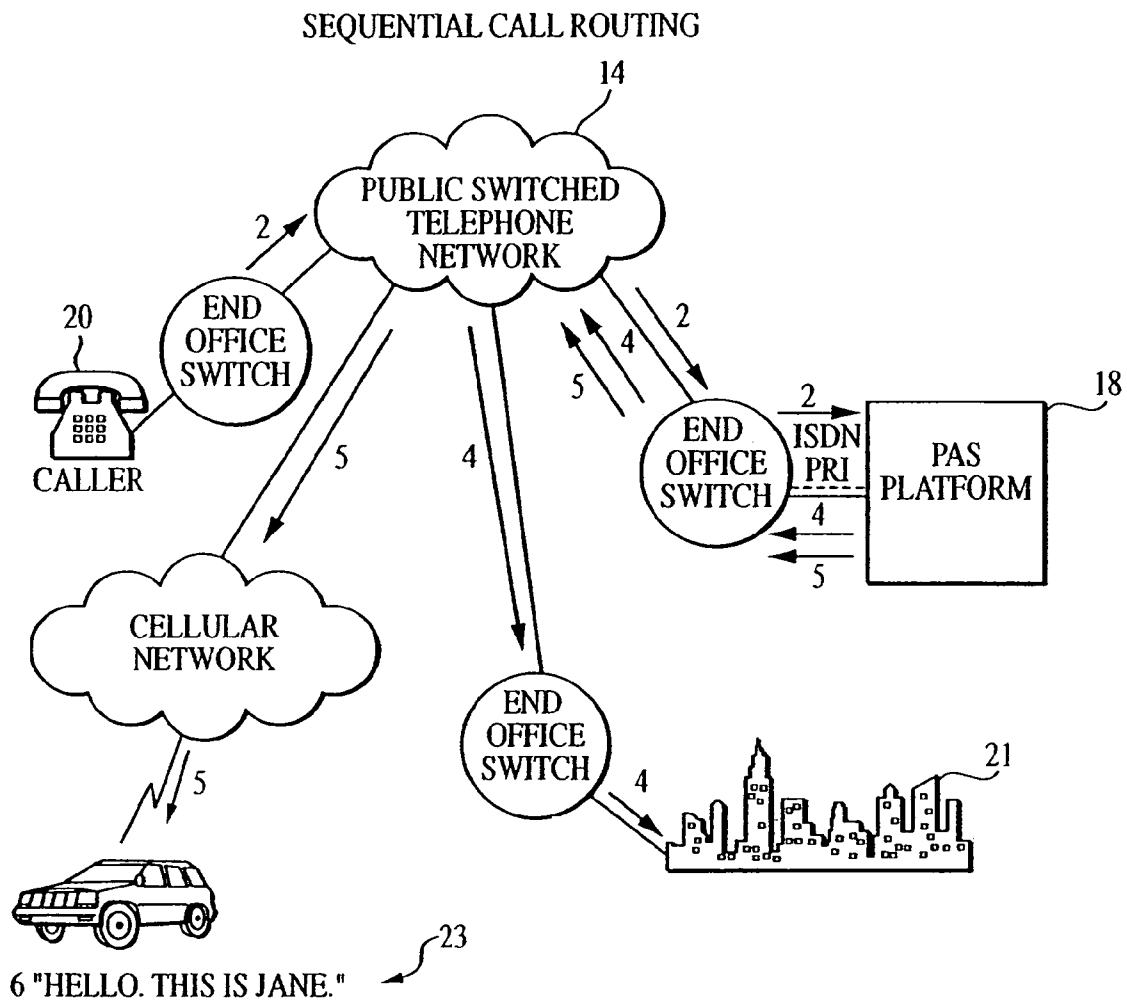 SEQUENTIAL CALL ROUTING
14
PUBLIC SWITCHED
TELEPHONE
NETWORK
2
END
OFFICE
SWITCH
20
CALLER
2
4
5
END
OFFICE
SWITCH
2
ISDN
PRI
4
5
18
PAS
PLATFORM
5
4
CELLULAR
NETWORK
5
END
OFFICE
SWITCH
4
21
23
6 "HELLO. THIS IS JANE."